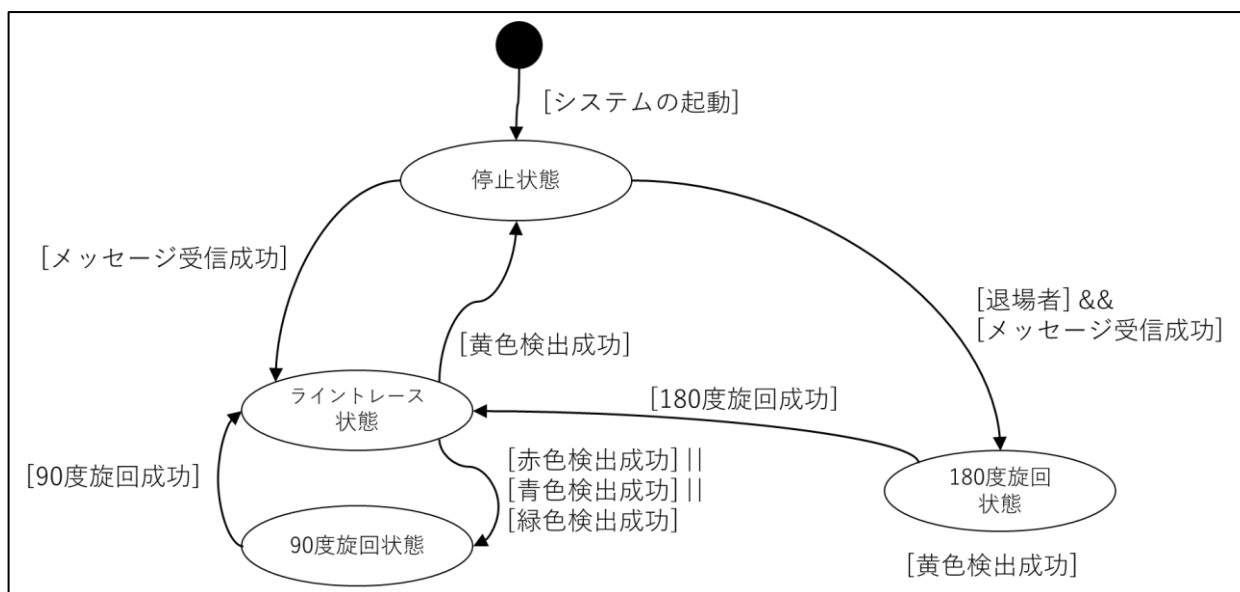 [システムの起動]
停止状態
[メッセージ受信成功]
[退場者] &&
[メッセージ受信成功]
[黄色検出成功]
ライントレース
状態
[180度旋回成功]
[90度旋回成功]
[赤色検出成功] ||
[青色検出成功] ||
[緑色検出成功]
180度旋回
状態
90度旋回状態
[黄色検出成功]